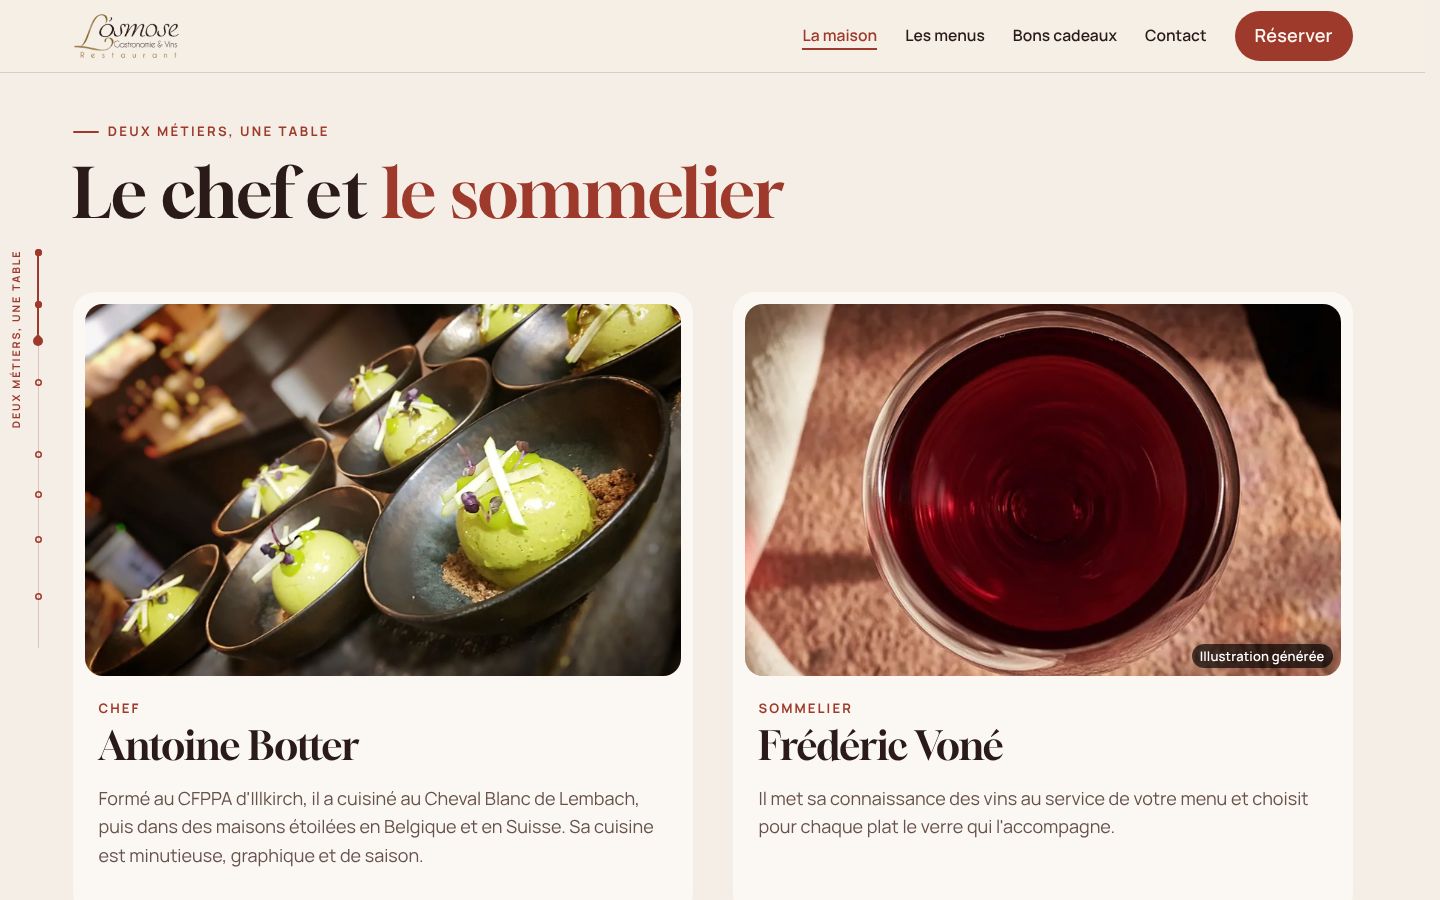 L'osmose
Gastronomie & Vins
Restaurant
La maison
Les menus
Bons cadeaux
Contact
Réserver
DEUX MÉTIERS, UNE TABLE
Le chef et le sommelier
DEUX MÉTIERS, UNE TABLE
Illustration générée
CHEF
Antoine Botter
Formé au CFPPA d'Illkirch, il a cuisiné au Cheval Blanc de Lembach,
puis dans des maisons étoilées en Belgique et en Suisse. Sa cuisine
est minutieuse, graphique et de saison.
SOMMELIER
Frédéric Voné
Il met sa connaissance des vins au service de votre menu et choisit
pour chaque plat le verre qui l'accompagne.